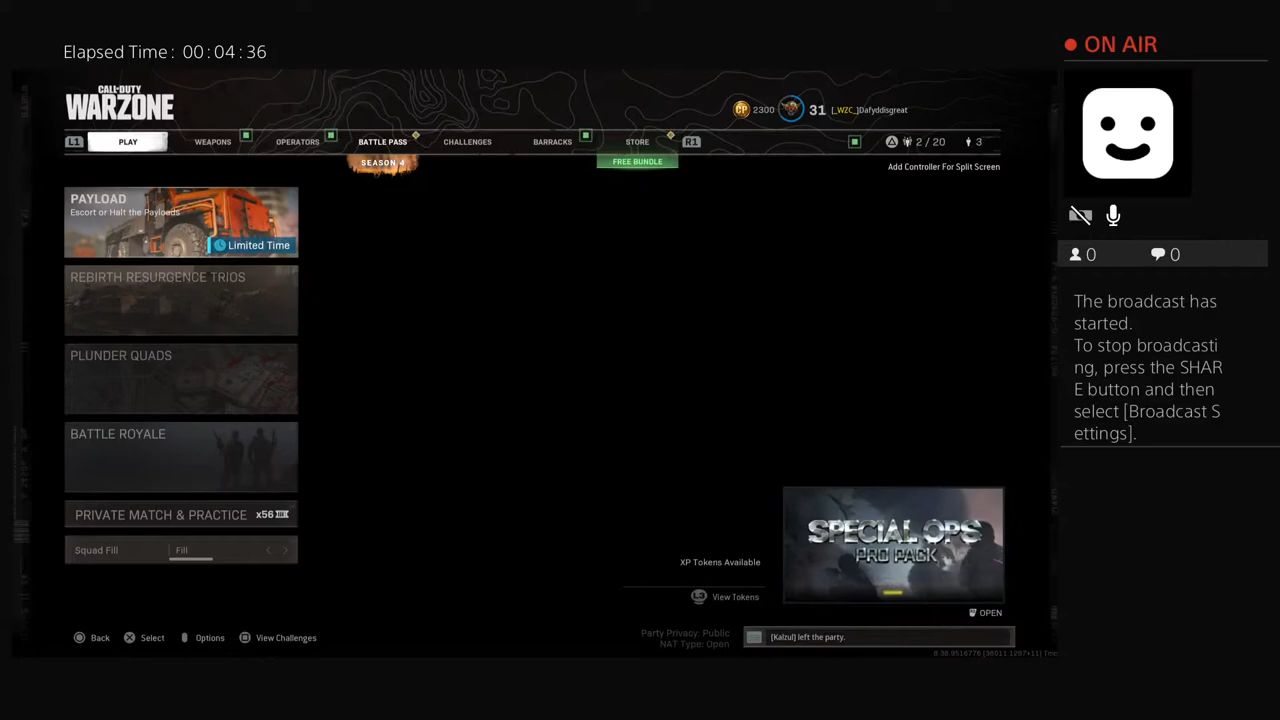 Elapsed Time: 00:04:36
ON AIR
CALL OF DUTY
WARZONE
CP 2300 31 [_WZC_]Dafyddisgreat
L1 PLAY WEAPONS OPERATORS BATTLE PASS CHALLENGES BARRACKS STORE R1 2 / 20 3
SEASON 4
FREE BUNDLE
Add Controller For Split Screen
PAYLOAD
Escort or Halt the Payloads
Limited Time
REBIRTH RESURGENCE TRIOS
PLUNDER QUADS
BATTLE ROYALE
PRIVATE MATCH & PRACTICE x56
Squad Fill Fill
SPECIAL OPS
PRO PACK
XP Tokens Available
L3 View Tokens
OPEN
Back Select Options View Challenges
Party Privacy: Public
NAT Type: Open
[Kalzul] left the party.
0 0
The broadcast has
started.
To stop broadcasti
ng, press the SHAR
E button and then
select [Broadcast S
ettings].